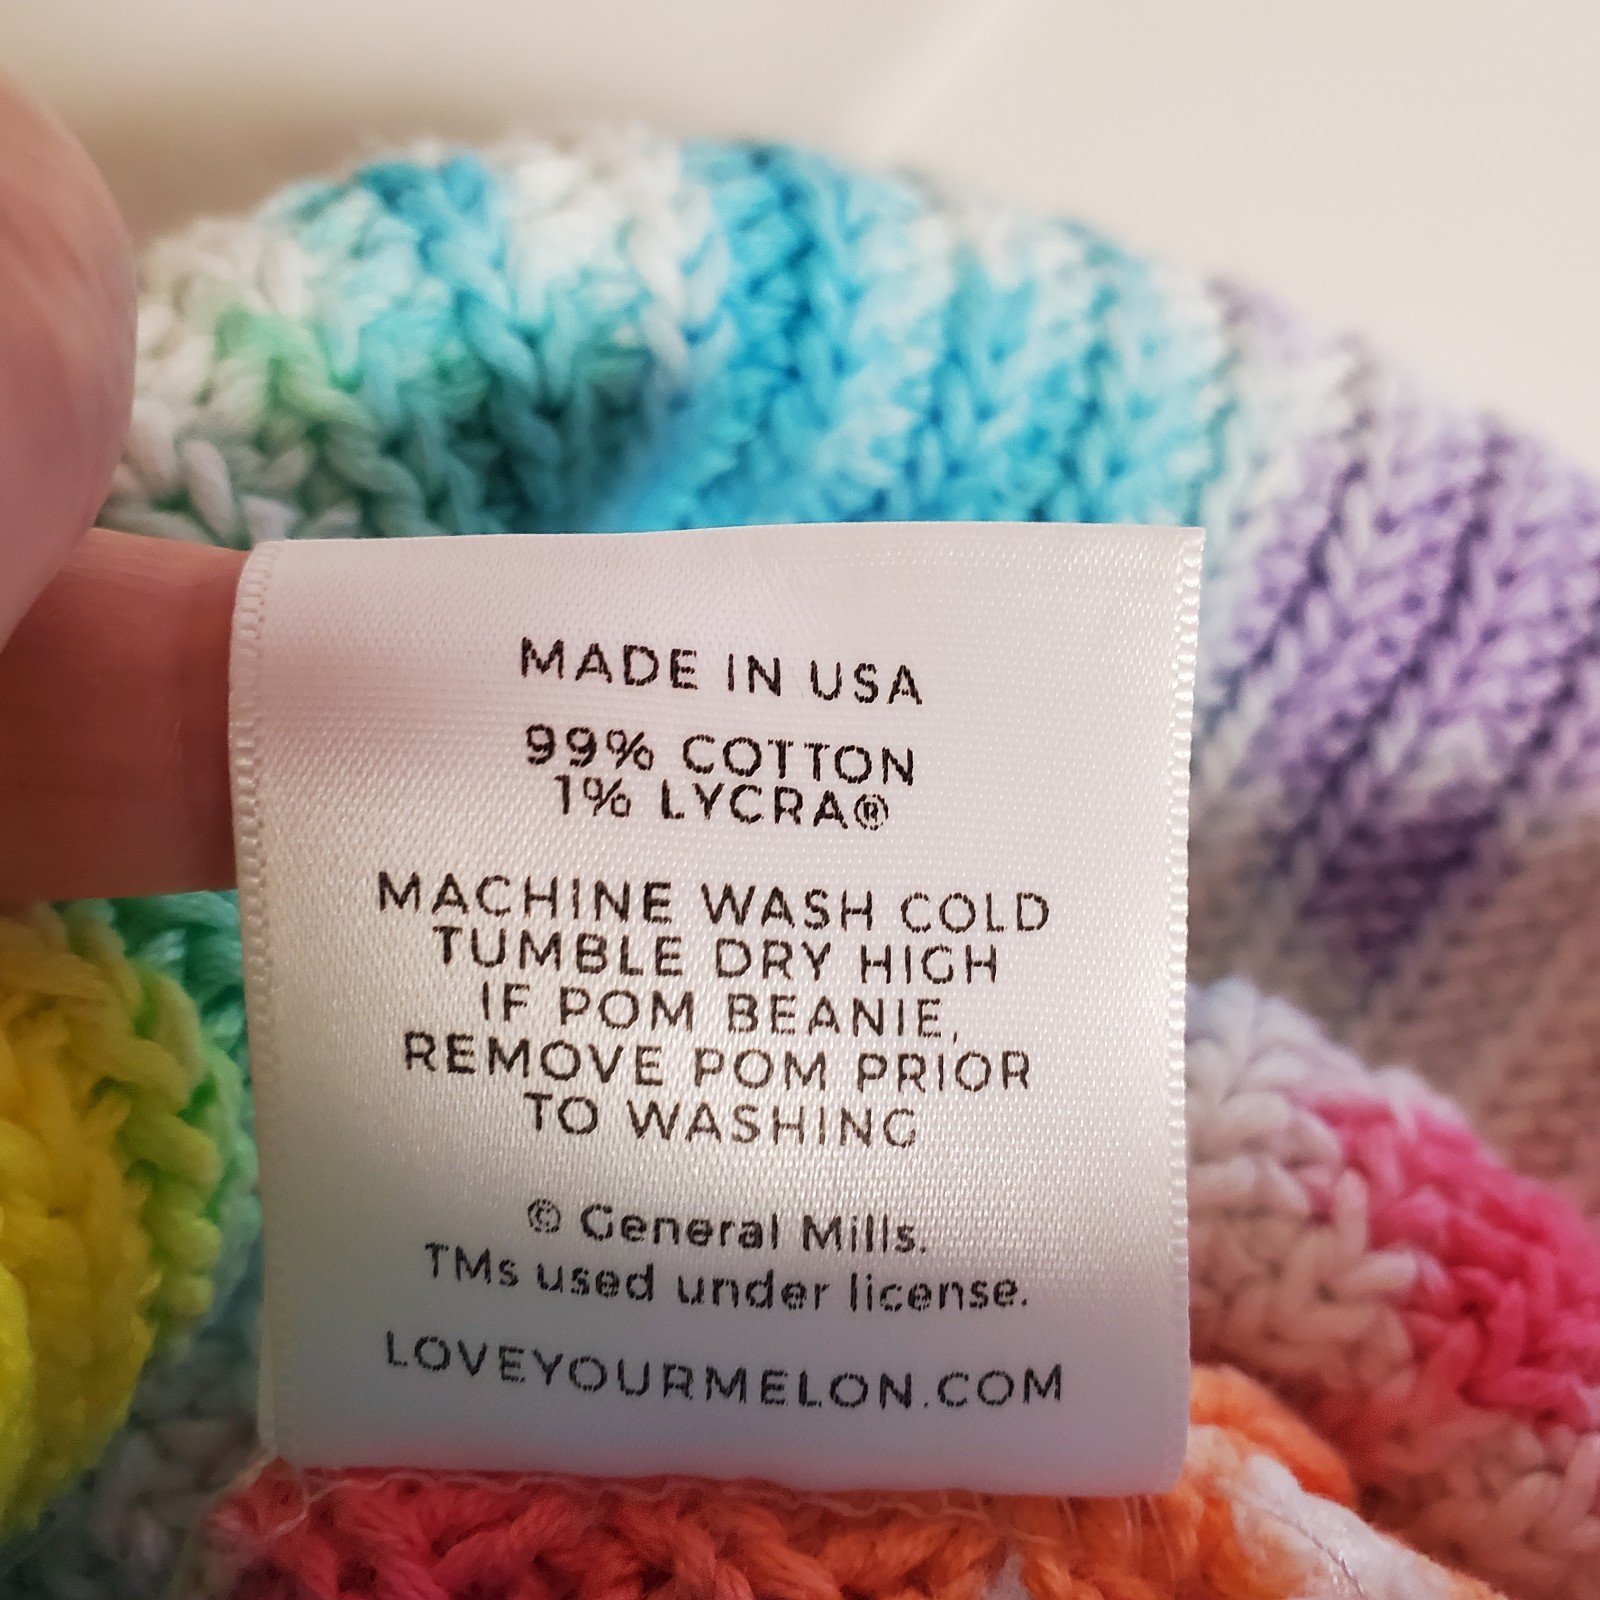 MADE IN USA
99% COTTON
1% LYCRA®
MACHINE WASH COLD
TUMBLE DRY HIGH
IF POM BEANIE,
REMOVE POM PRIOR
TO WASHING
© General Mills.
TMs used under license.
LOVEYOURMELON.COM